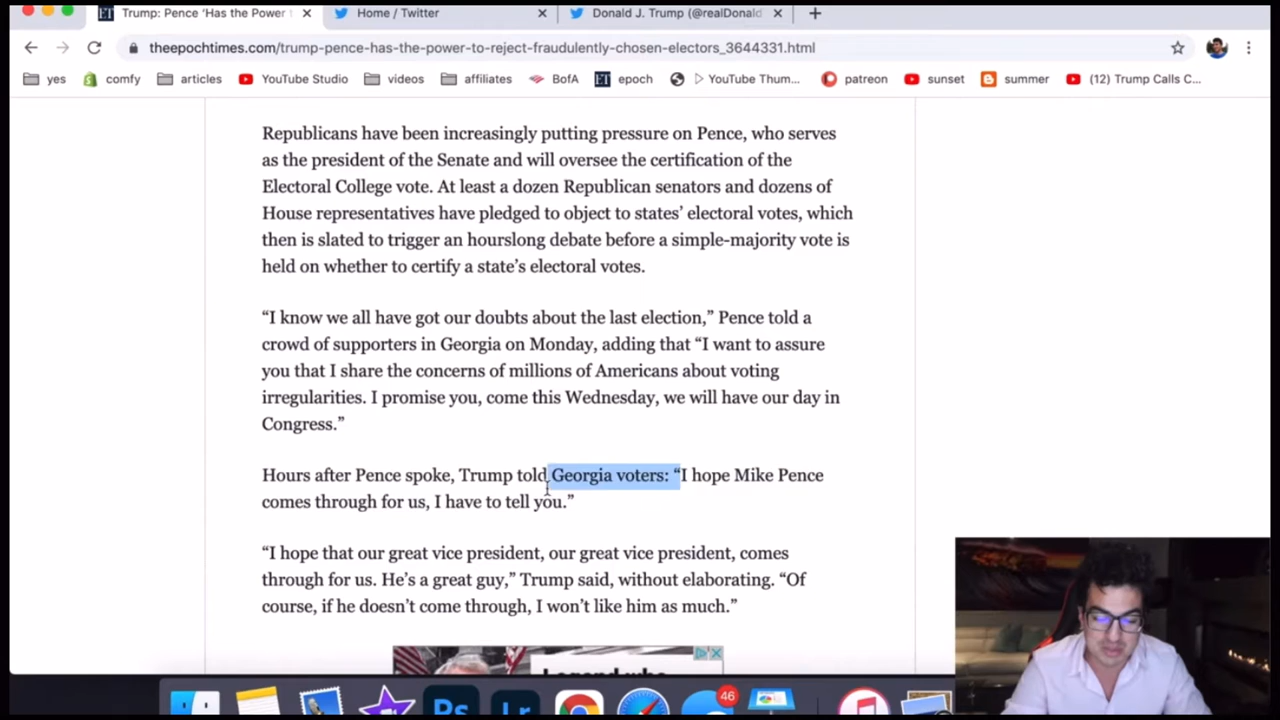 Trump: Pence ‘Has the Power
Home / Twitter
Donald J. Trump (@realDonald
theepochtimes.com/trump-pence-has-the-power-to-reject-fraudulently-chosen-electors_3644331.html
yes comfy articles YouTube Studio videos affiliates BofA ET epoch YouTube Thum... patreon sunset summer (12) Trump Calls C...
Republicans have been increasingly putting pressure on Pence, who serves
as the president of the Senate and will oversee the certification of the
Electoral College vote. At least a dozen Republican senators and dozens of
House representatives have pledged to object to states’ electoral votes, which
then is slated to trigger an hourslong debate before a simple-majority vote is
held on whether to certify a state’s electoral votes.
“I know we all have got our doubts about the last election,” Pence told a
crowd of supporters in Georgia on Monday, adding that “I want to assure
you that I share the concerns of millions of Americans about voting
irregularities. I promise you, come this Wednesday, we will have our day in
Congress.”
Hours after Pence spoke, Trump told Georgia voters: “I hope Mike Pence
comes through for us, I have to tell you.”
“I hope that our great vice president, our great vice president, comes
through for us. He’s a great guy,” Trump said, without elaborating. “Of
course, if he doesn’t come through, I won’t like him as much.”
Ps
Lr
46